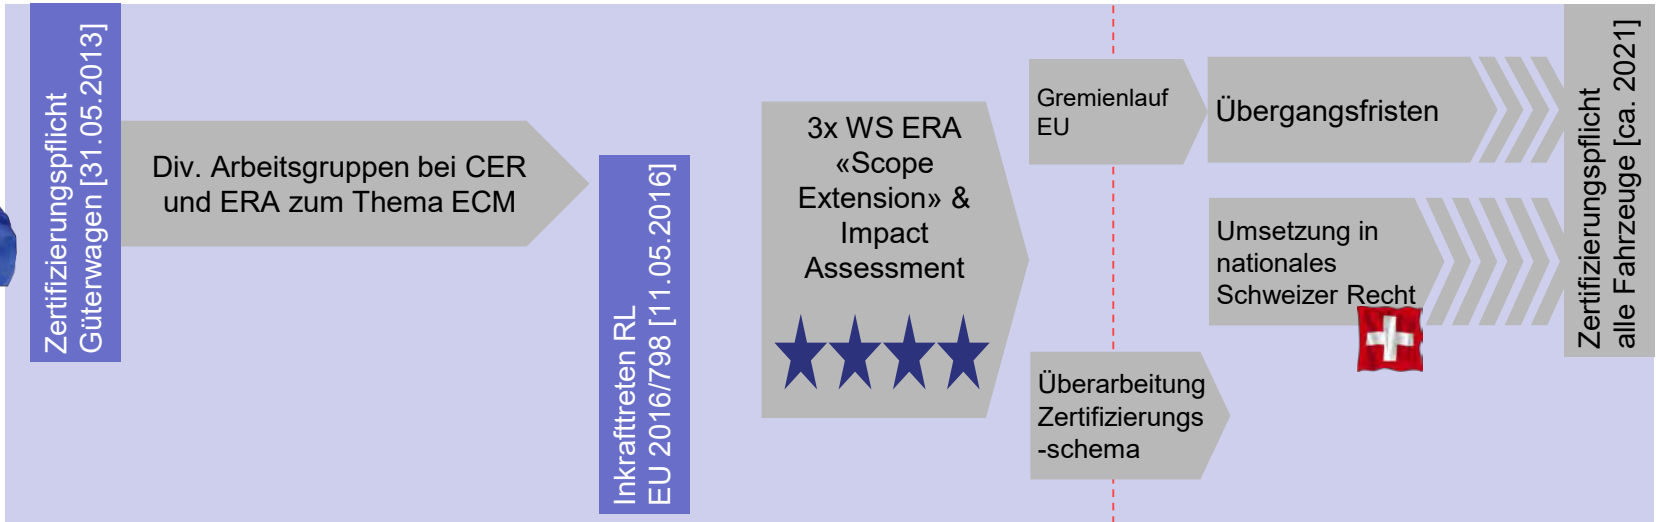 Zertifizierungspflicht
Güterwagen [31.05.2013]
Div. Arbeitsgruppen bei CER
und ERA zum Thema ECM
Inkrafttreten RL
EU 2016/798 [11.05.2016]
3x WS ERA
«Scope
Extension» &
Impact
Assessment
Gremienlauf
EU
Übergangsfristen
Umsetzung in
nationales
Schweizer Recht
Überarbeitung
Zertifizierungs
-schema
Zertifizierungspflicht
alle Fahrzeuge [ca. 2021]